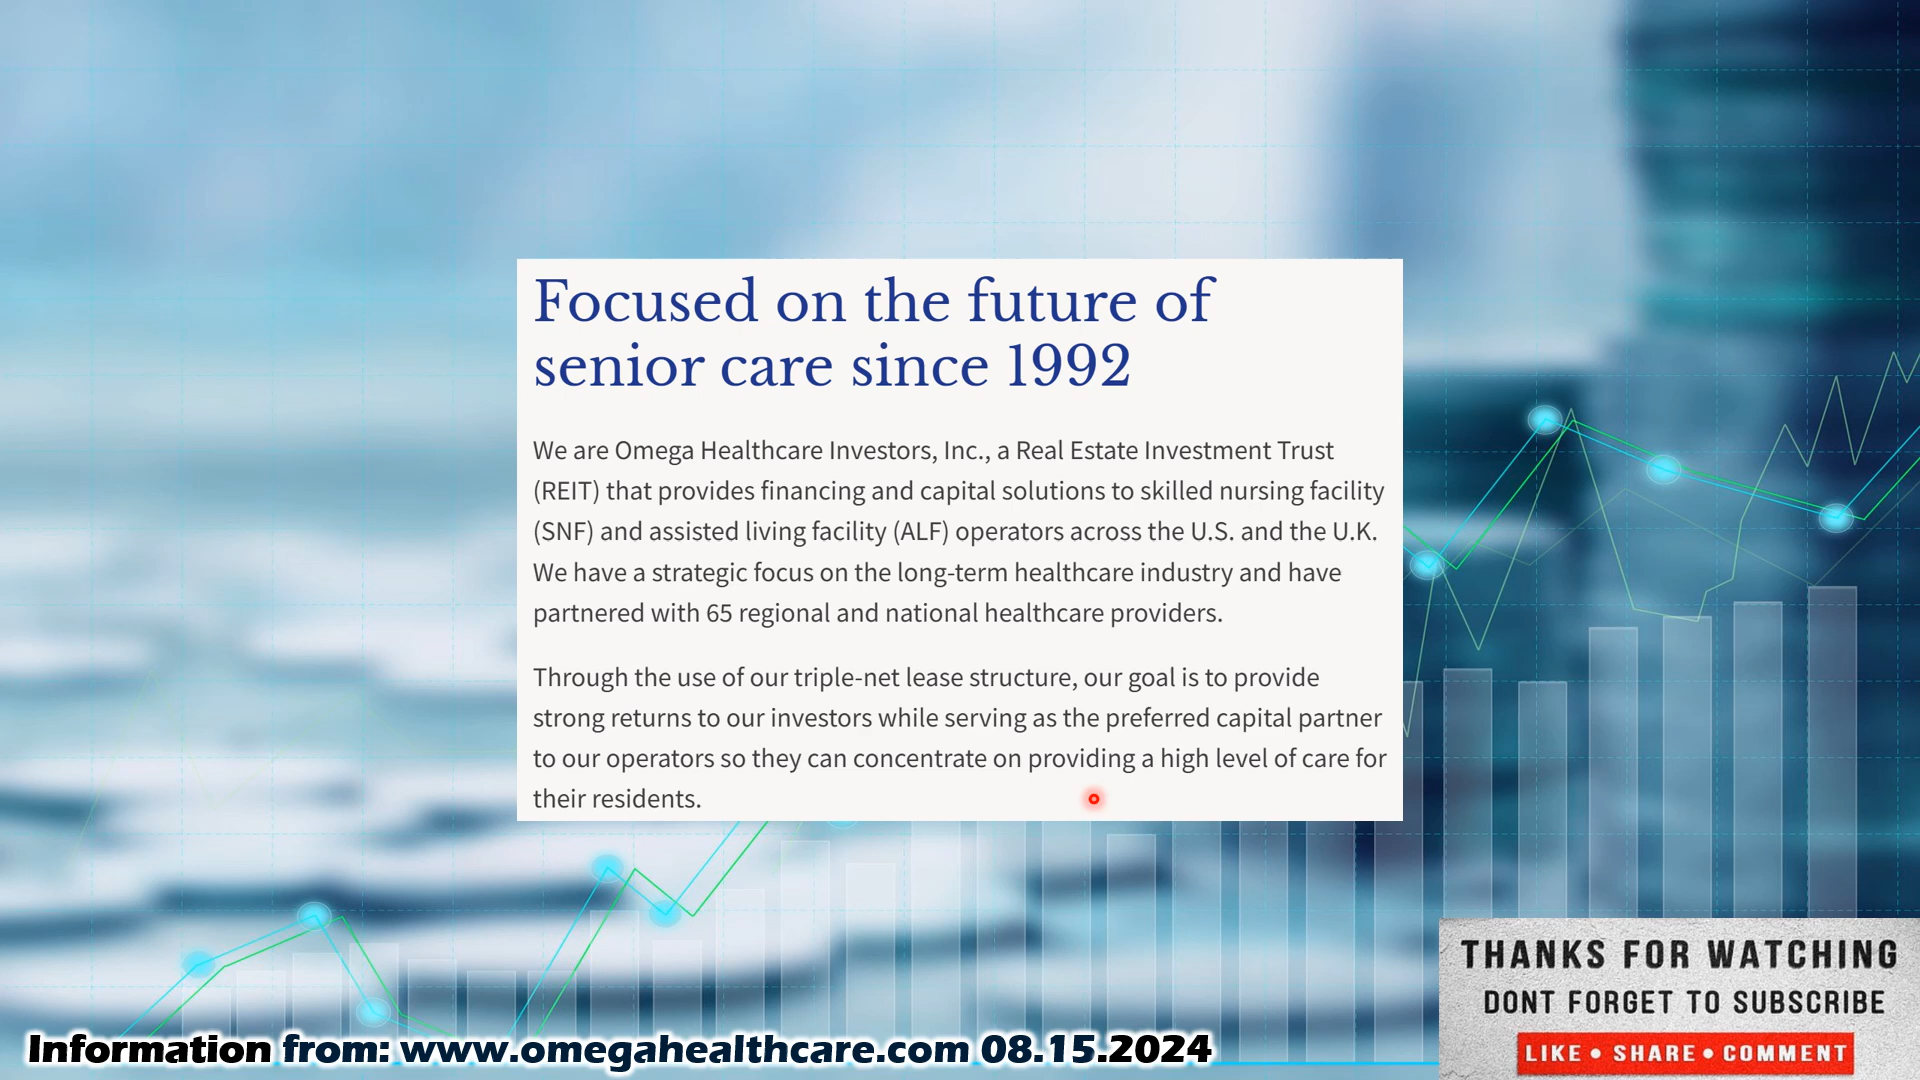 Focused on the future of
senior care since 1992
We are Omega Healthcare Investors, Inc., a Real Estate Investment Trust
(REIT) that provides financing and capital solutions to skilled nursing facility
(SNF) and assisted living facility (ALF) operators across the U.S. and the U.K.
We have a strategic focus on the long-term healthcare industry and have
partnered with 65 regional and national healthcare providers.
Through the use of our triple-net lease structure, our goal is to provide
strong returns to our investors while serving as the preferred capital partner
to our operators so they can concentrate on providing a high level of care for
their residents.
THANKS FOR WATCHING
DONT FORGET TO SUBSCRIBE
LIKE • SHARE • COMMENT
Information from: www.omegahealthcare.com 08.15.2024